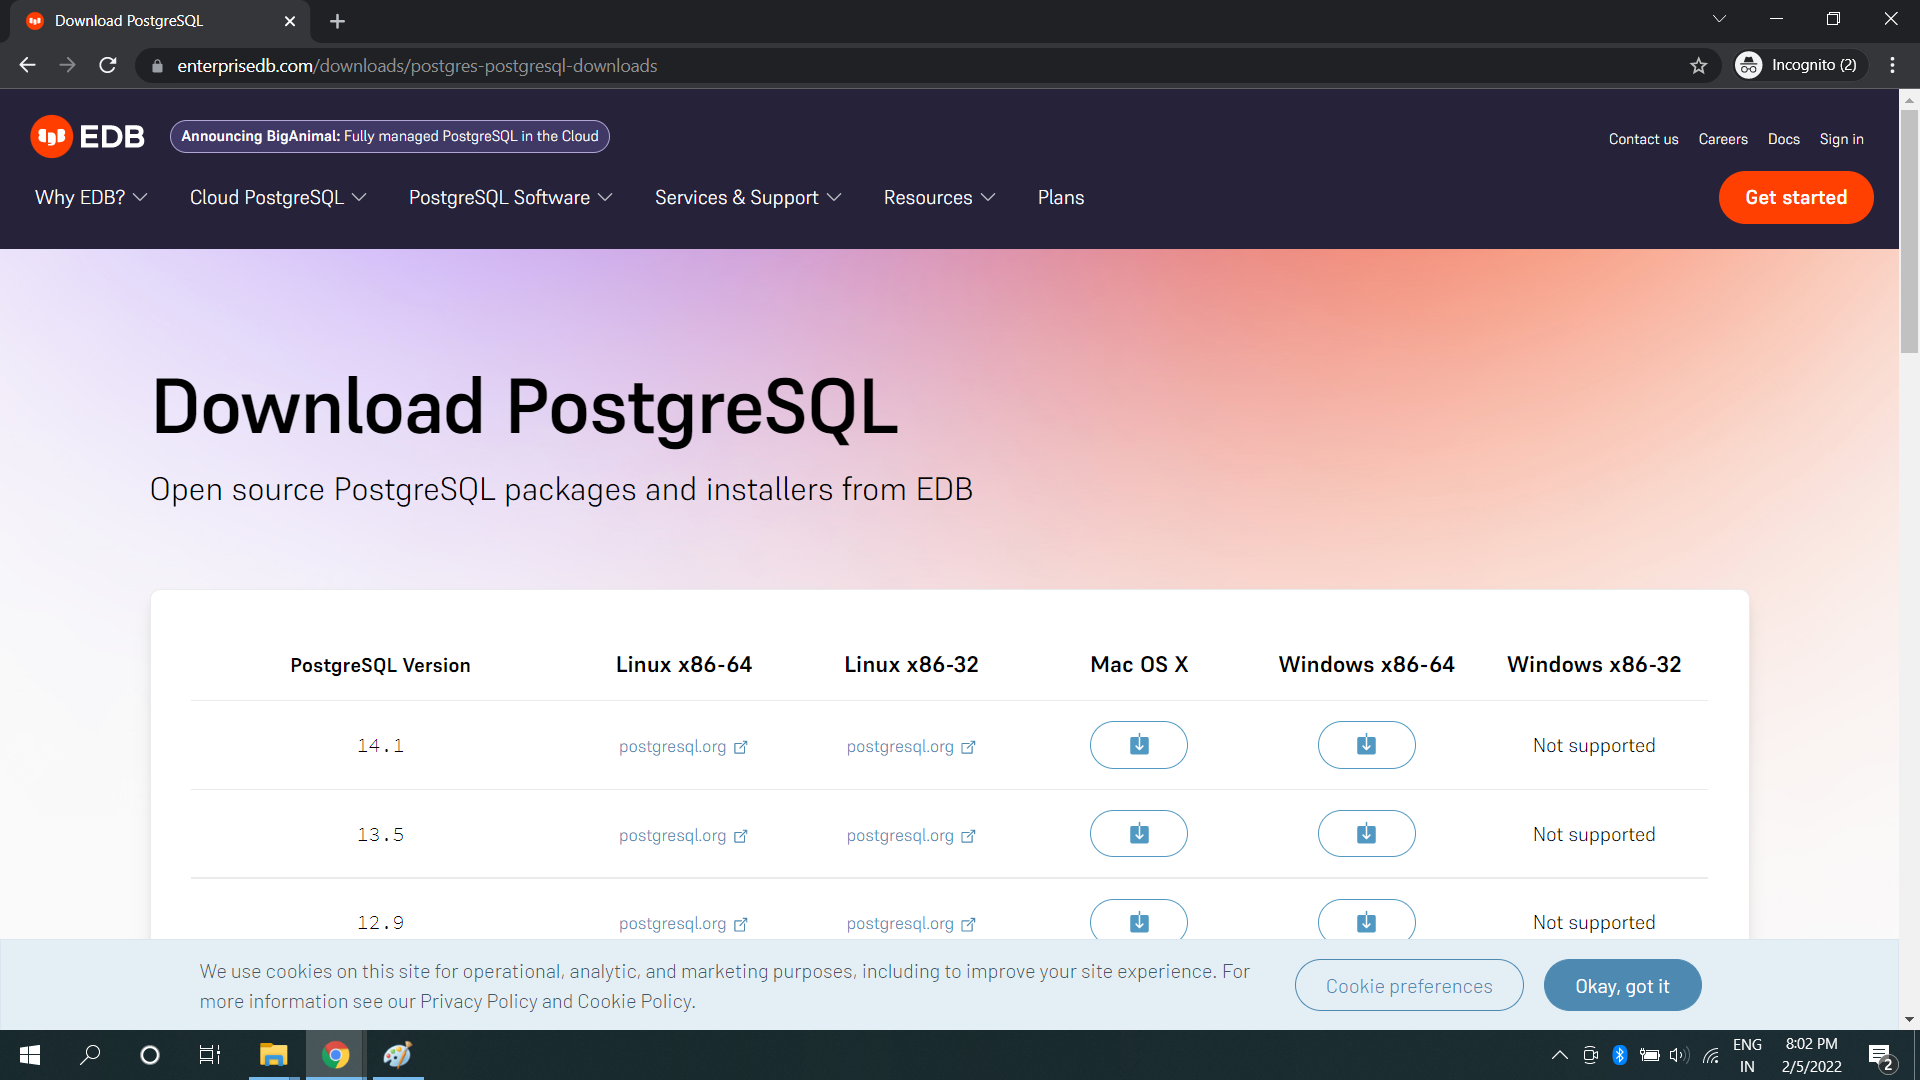 Download PostgreSQL
enterprisedb.com/downloads/postgres-postgresql-downloads
Incognito (2)
EDB
Announcing BigAnimal: Fully managed PostgreSQL in the Cloud
Contact us Careers Docs Sign in
Why EDB? Cloud PostgreSQL PostgreSQL Software Services & Support Resources Plans
Get started
Download PostgreSQL
Open source PostgreSQL packages and installers from EDB
PostgreSQL Version Linux x86-64 Linux x86-32 Mac OS X Windows x86-64 Windows x86-32
14.1 postgresql.org postgresql.org Not supported
13.5 postgresql.org postgresql.org Not supported
12.9 postgresql.org postgresql.org Not supported
We use cookies on this site for operational, analytic, and marketing purposes, including to improve your site experience. For
more information see our Privacy Policy and Cookie Policy.
Cookie preferences Okay, got it
ENG 8:02 PM
IN 2/5/2022
2